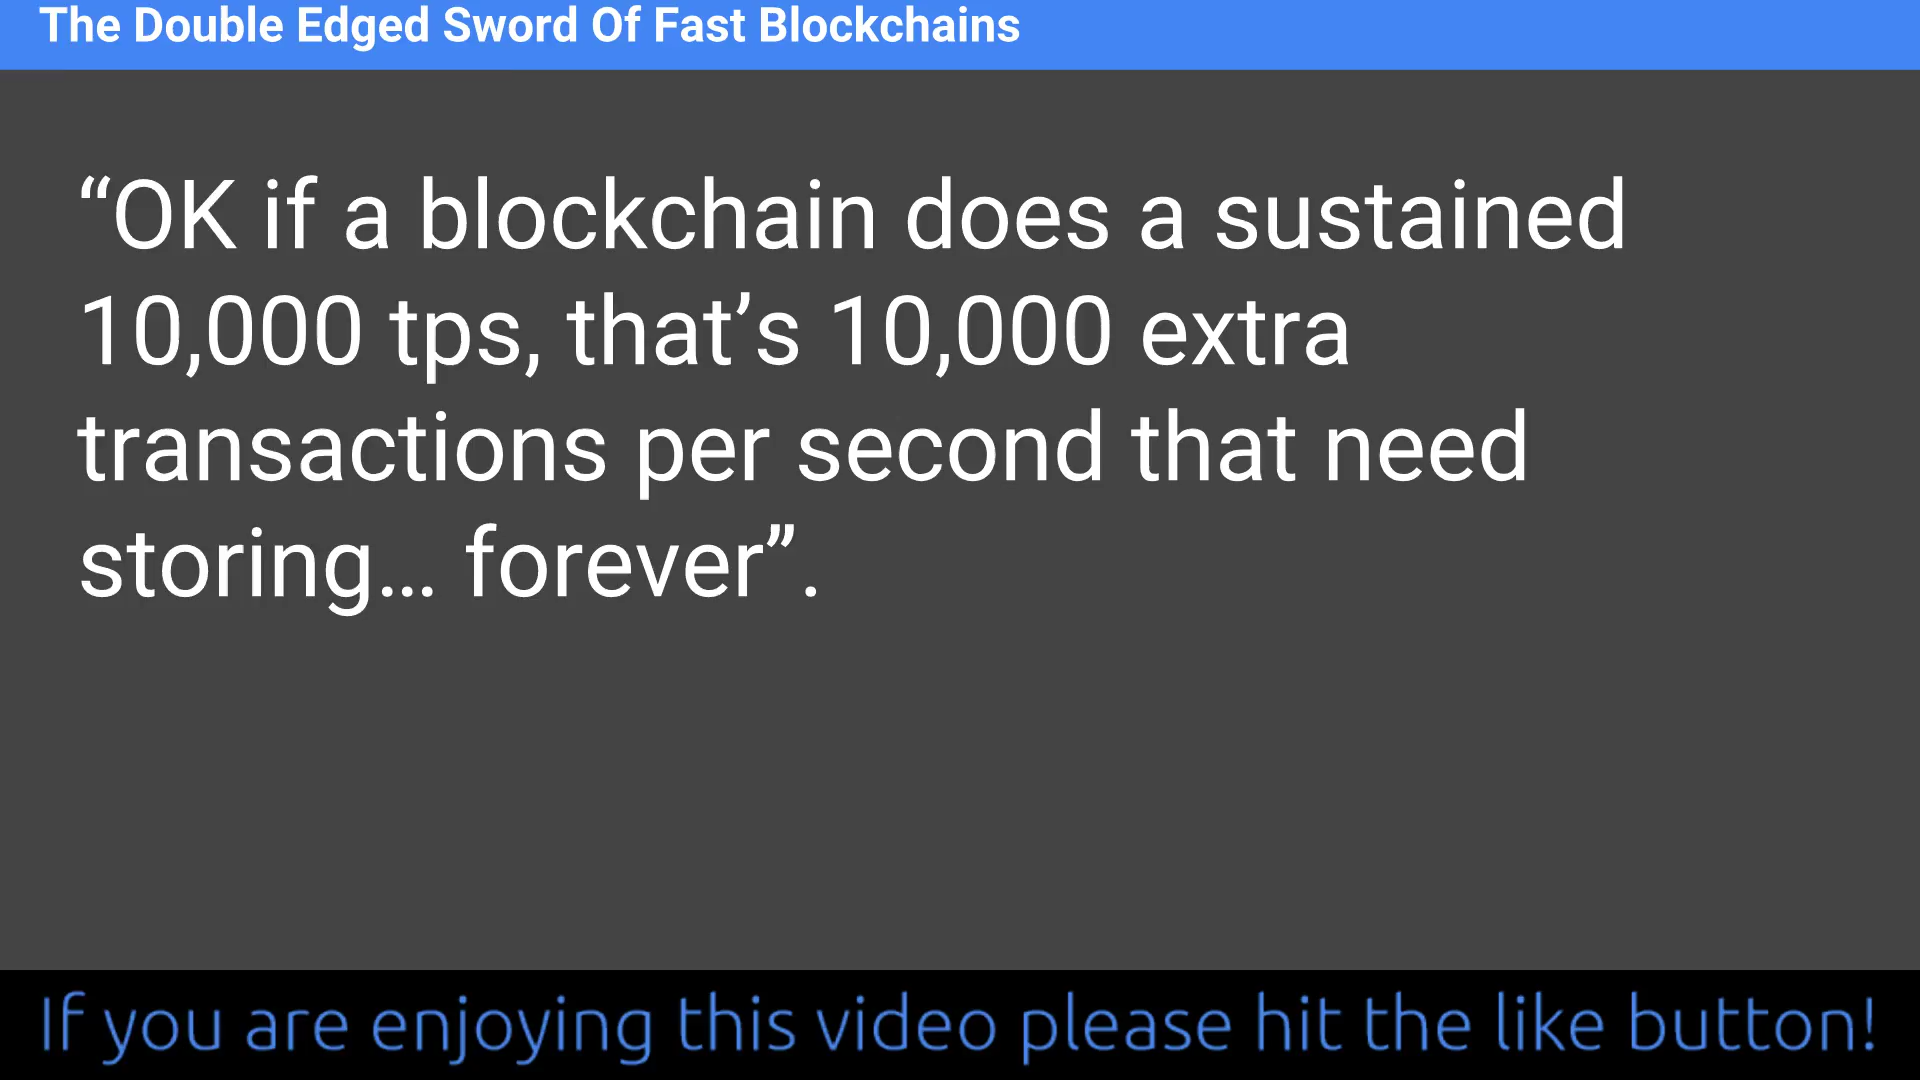 The Double Edged Sword Of Fast Blockchains
“OK if a blockchain does a sustained
10,000 tps, that’s 10,000 extra
transactions per second that need
storing... forever”.
If you are enjoying this video please hit the like button!